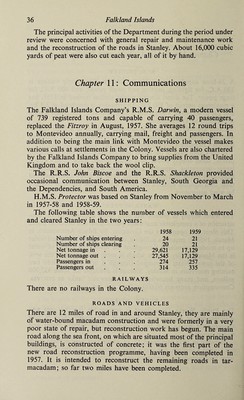 36 Falkland Islands
The principal activities of the Department during the period under
review were concerned with general repair and maintenance work
and the reconstruction of the roads in Stanley. About 16,000 cubic
yards of peat were also cut each year, all of it by hand.
Chapter 11: Communications
SHIPPING
The Falkland Islands Company's R.M.S. Darwin, a modern vessel
of 739 registered tons and capable of carrying 40 passengers,
replaced the Fitzroy in August, 1957. She averages 12 round trips
to Montevideo annually, carrying mail, freight and passengers. In
addition to being the main link with Montevideo the vessel makes
various calls at settlements in the Colony. Vessels are also chartered
by the Falkland Islands Company to bring supplies from the United
Kingdom and to take back the wool clip.
The R.R.S. John Biscoe and the R.R.S. Shackleton provided
occasional communication between Stanley, South Georgia and
the Dependencies, and South America.
H.M.S. Protector was based on Stanley from November to March
in 1957-58 and 1958-59.
The following table shows the number of vessels which entered
and cleared Stanley in the two years:
1958 1959
Number of ships entering . 24 21
Number of ships clearing . 20 21
Net tonnage in . . . 29,621 17,129
Net tonnage out . . . 27,545 17,129
Passengers in . . . 274 257
Passengers out . . . 314 335
RAILWAYS
There are no railways in the Colony.
ROADS AND VEHICLES
There are 12 miles of road in and around Stanley, they are mainly
of water-bound macadam construction and were formerly in a very
poor state of repair, but reconstruction work has begun. The main
road along the sea front, on which are situated most of the principal
buildings, is constructed of concrete; it was the first part of the
new road reconstruction programme, having been completed in
1957. It is intended to reconstruct the remaining roads in tar-
macadam; so far two miles have been completed.